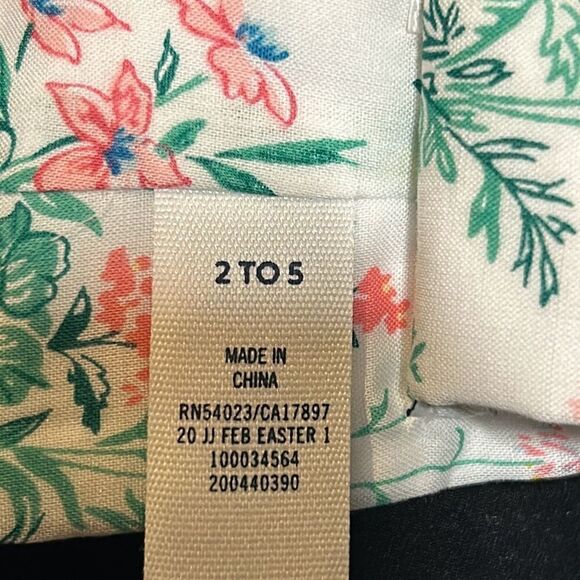 2 TO 5
MADE IN
CHINA
RN54023/CA17897
20 JJ FEB EASTER 1
100034564
200440390